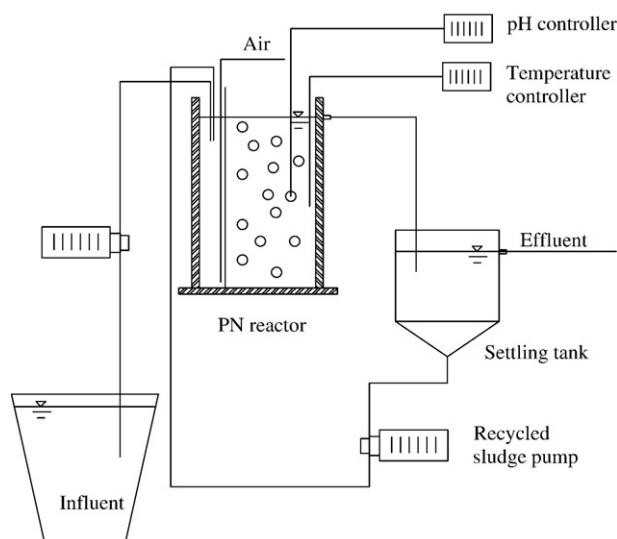 pH controller
Air
Temperature
controller
Effluent
PN reactor
Settling tank
Recycled
sludge pump
Influent